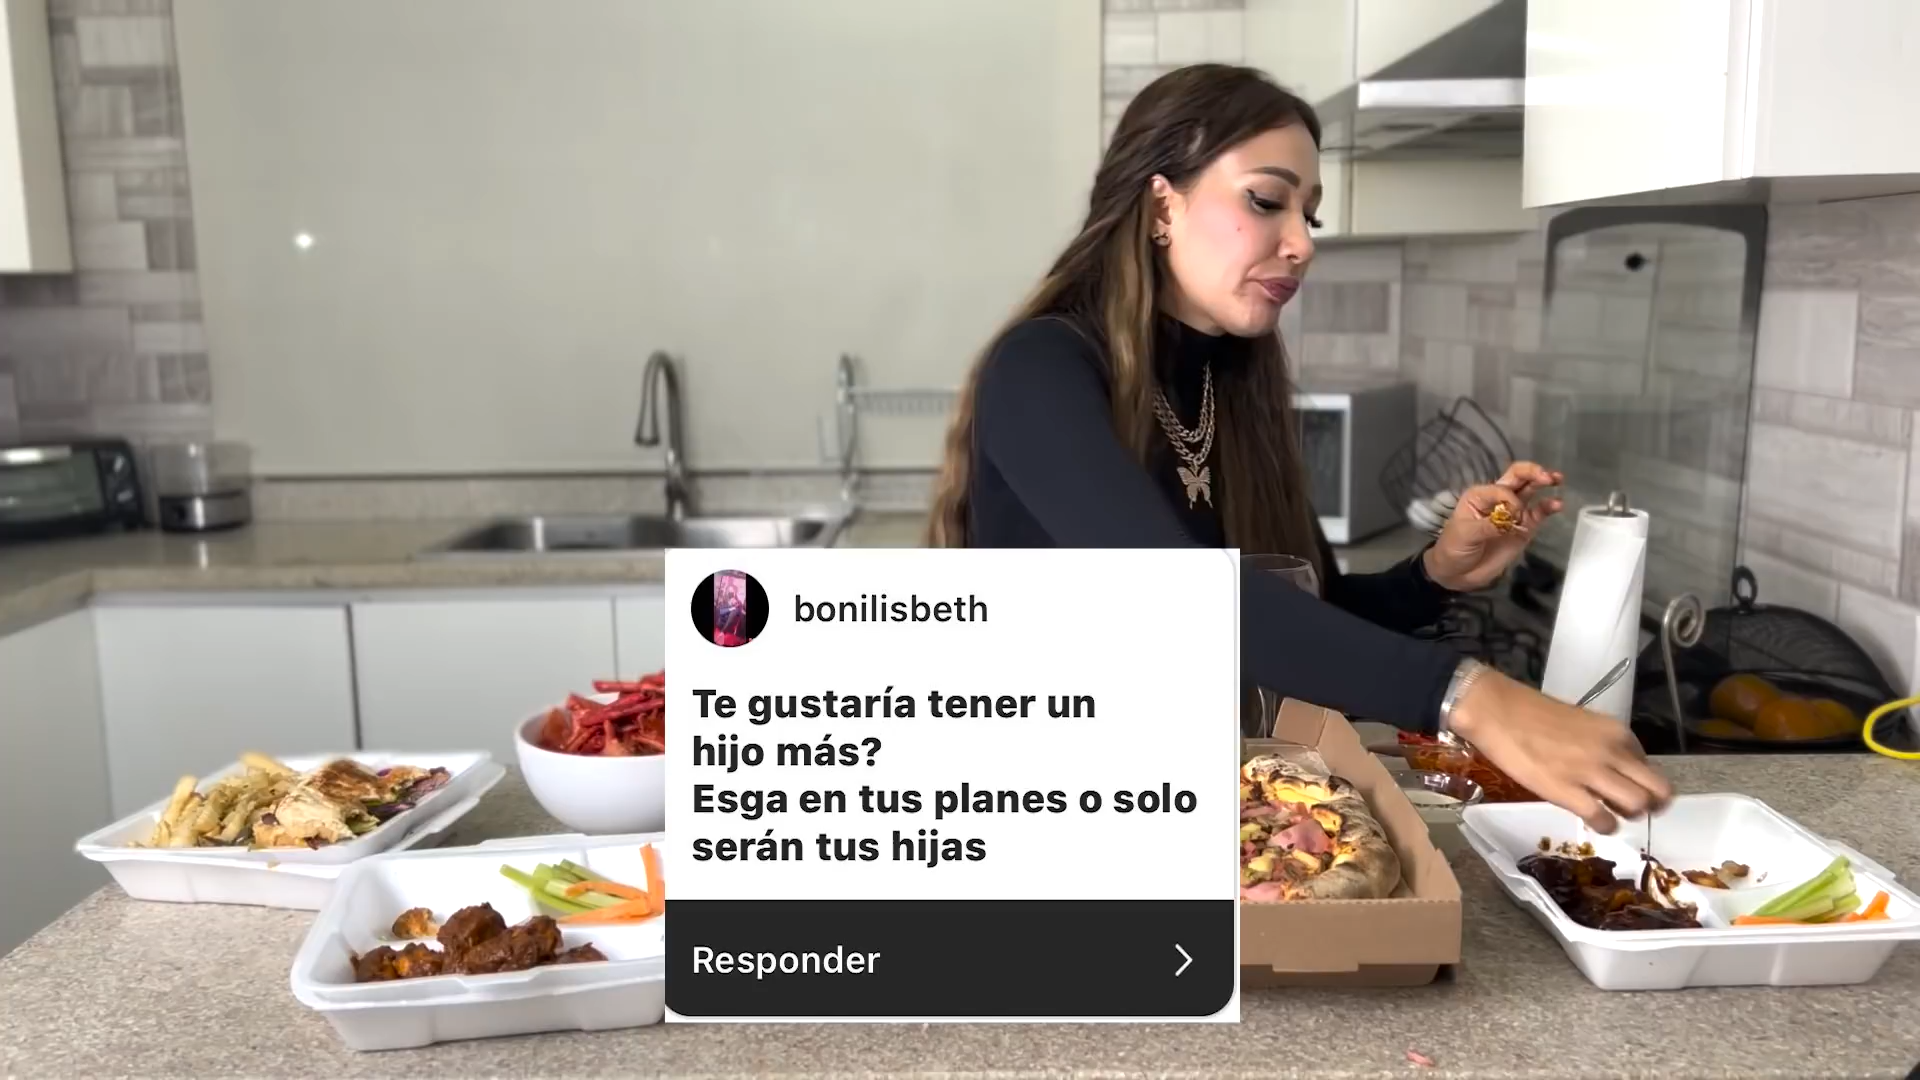 bonilisbeth
Te gustaría tener un
hijo más?
Esga en tus planes o solo
serán tus hijas
Responder